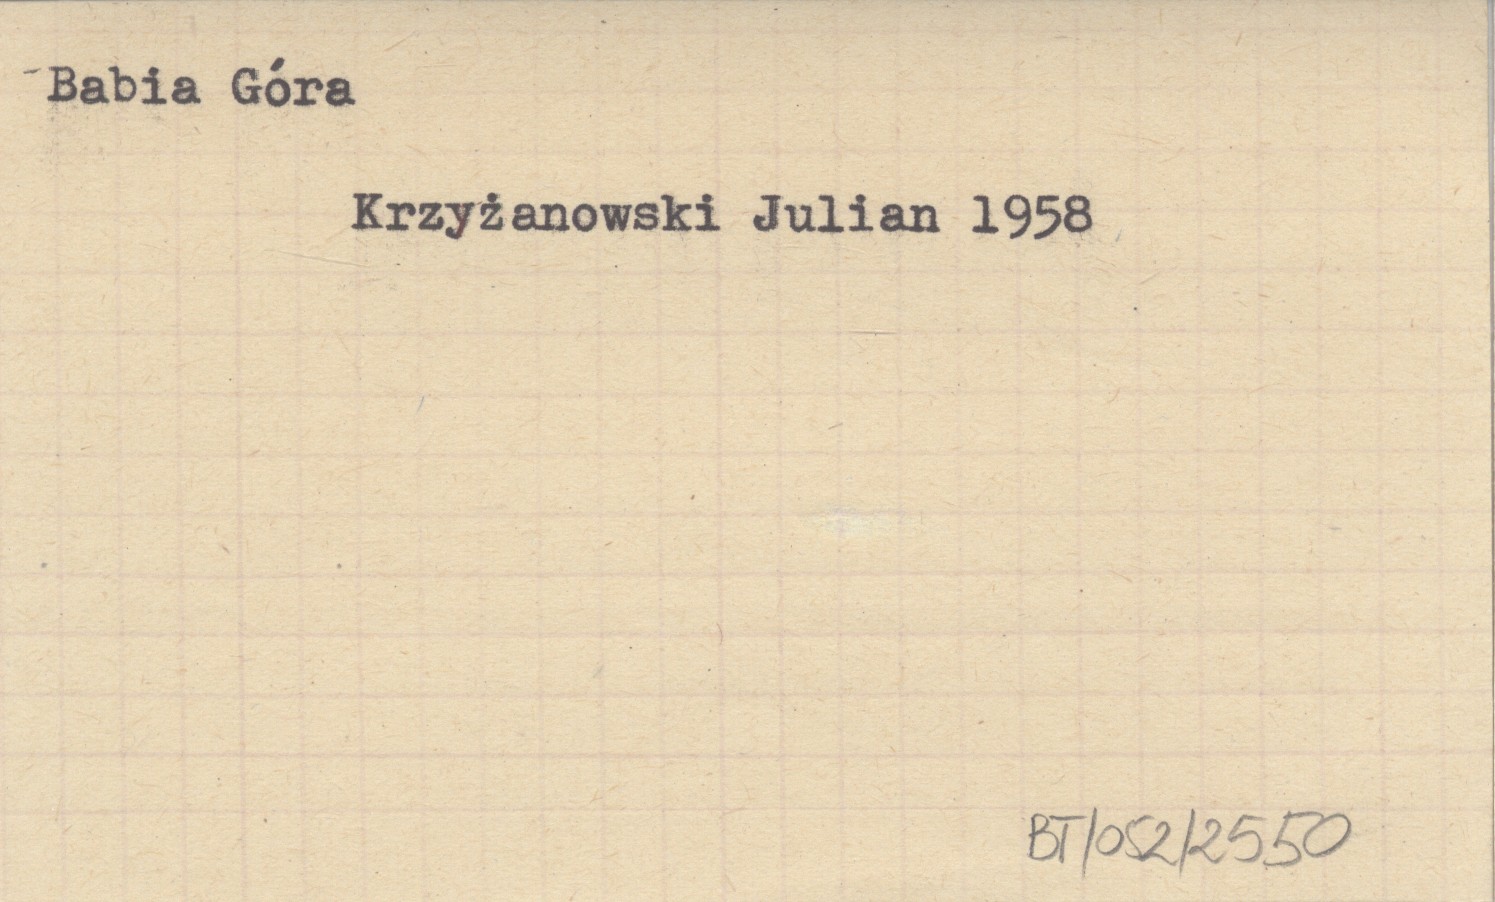 Babia Góra
Krzyżanowski Julian 1958
BT/052/2550